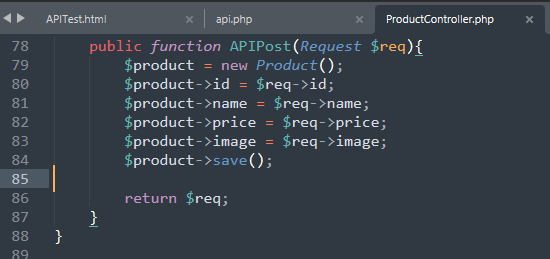 APITest.html × api.php × ProductController.php ×
78 public function APIPost(Request $req){
79 $product = new Product();
80 $product->id = $req->id;
81 $product->name = $req->name;
82 $product->price = $req->price;
83 $product->image = $req->image;
84 $product->save();
85
86 return $req;
87 }
88 }
89